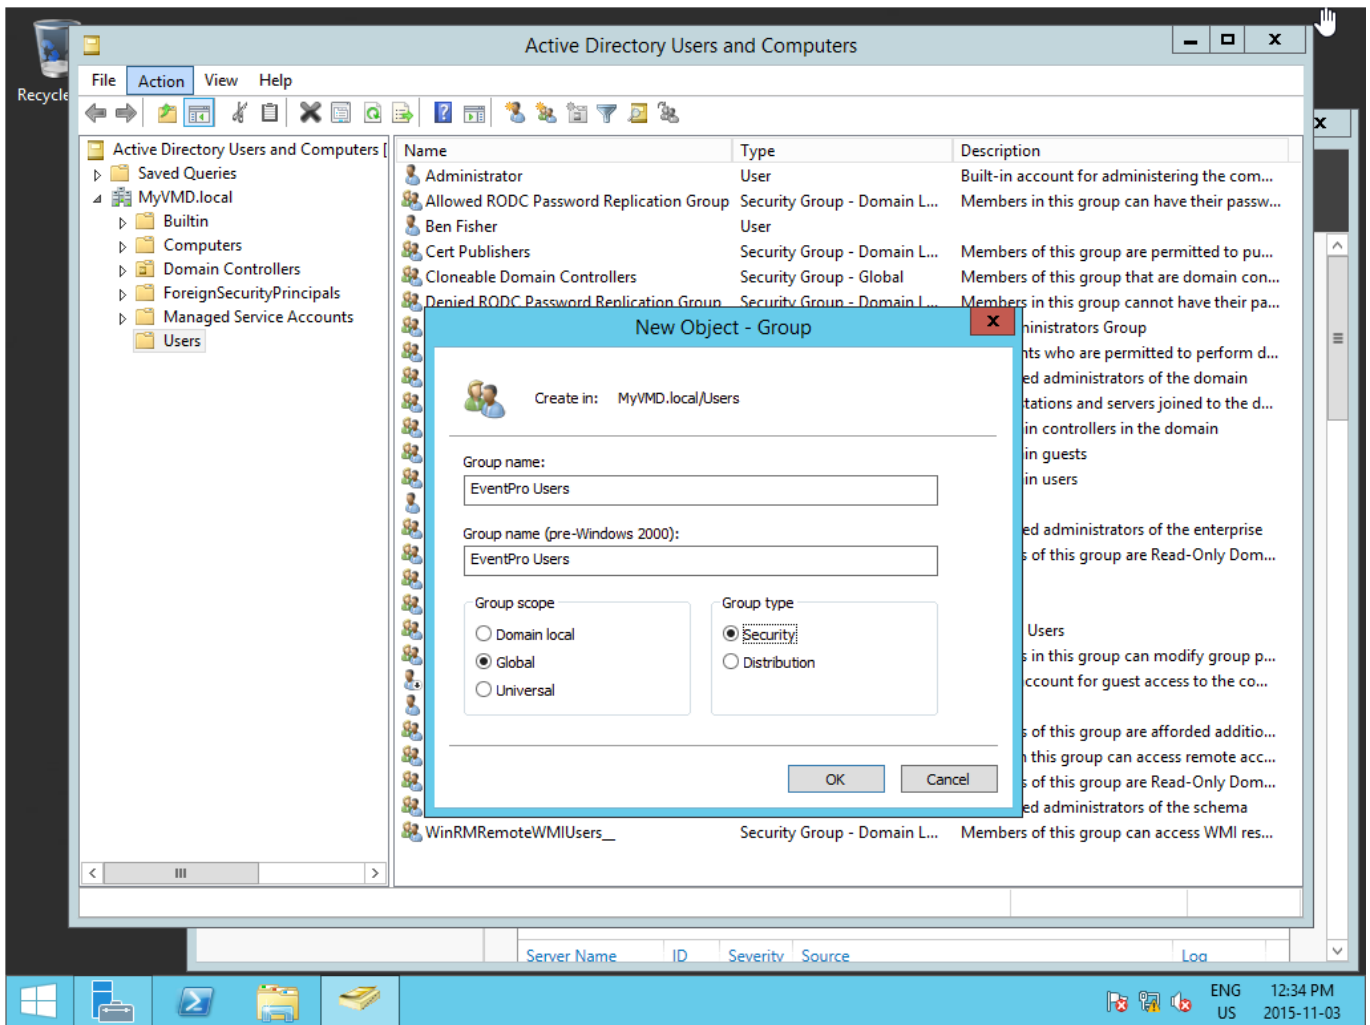 Recycle
Active Directory Users and Computers
File Action View Help
Active Directory Users and Computers [
Saved Queries
MyVMD.local
Builtin
Computers
Domain Controllers
ForeignSecurityPrincipals
Managed Service Accounts
Users
Name Type Description
Administrator User Built-in account for administering the com...
Allowed RODC Password Replication Group Security Group - Domain L... Members in this group can have their passw...
Ben Fisher User
Cert Publishers Security Group - Domain L... Members of this group are permitted to pu...
Cloneable Domain Controllers Security Group - Global Members of this group that are domain con...
Denied RODC Password Replication Group Security Group - Domain L... Members in this group cannot have their pa...
ninistrators Group
nts who are permitted to perform d...
ed administrators of the domain
tations and servers joined to the d...
in controllers in the domain
in guests
in users
ed administrators of the enterprise
s of this group are Read-Only Dom...
Users
s in this group can modify group p...
ccount for guest access to the co...
s of this group are afforded additio...
n this group can access remote acc...
s of this group are Read-Only Dom...
ed administrators of the schema
WinRMRemoteWMIUsers__ Security Group - Domain L... Members of this group can access WMI res...
New Object - Group
Create in: MyVMD.local/Users
Group name:
EventPro Users
Group name (pre-Windows 2000):
EventPro Users
Group scope
Domain local
Global
Universal
Group type
Security
Distribution
OK Cancel
Server Name ID Severity Source Log
ENG
US
12:34 PM
2015-11-03